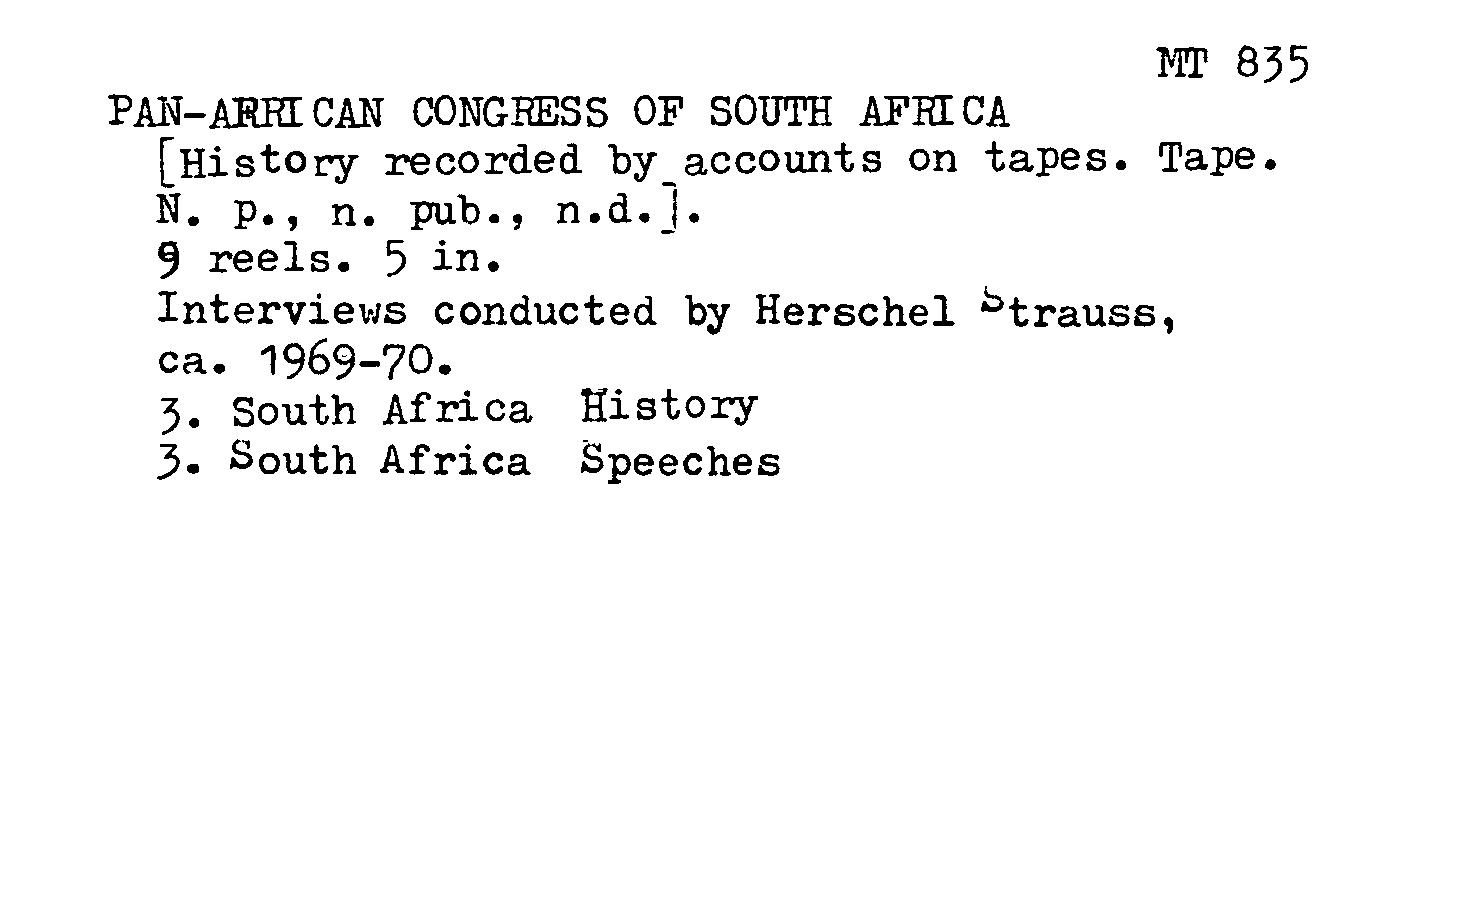 MT 835
PAN-AFRICAN CONGRESS OF SOUTH AFRICA
[History recorded by accounts on tapes. Tape.
N. p., n. pub., n.d.].
9 reels. 5 in.
Interviews conducted by Herschel Strauss,
ca. 1969-70.
3. South Africa History
3. South Africa Speeches